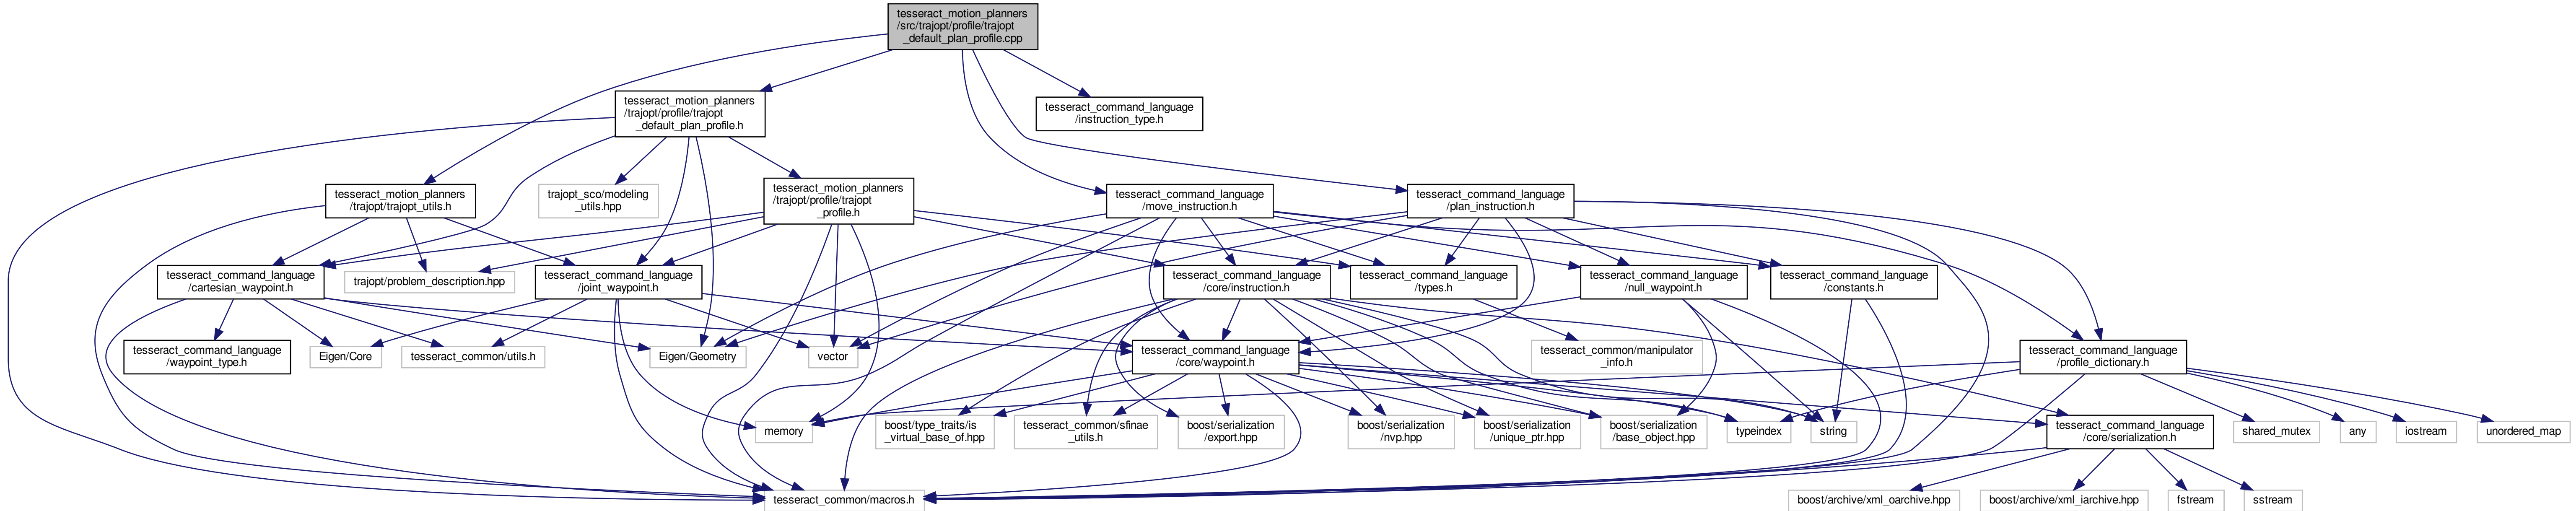 tesseract_motion_planners
/src/trajopt/profile/trajopt
_default_plan_profile.cpp
tesseract_motion_planners
/trajopt/profile/trajopt
_default_plan_profile.h
tesseract_command_language
/instruction_type.h
tesseract_motion_planners
/trajopt/trajopt_utils.h
trajopt_sco/modeling
_utils.hpp
tesseract_motion_planners
/trajopt/profile/trajopt
_profile.h
tesseract_command_language
/move_instruction.h
tesseract_command_language
/plan_instruction.h
tesseract_command_language
/cartesian_waypoint.h
trajopt/problem_description.hpp
tesseract_command_language
/joint_waypoint.h
tesseract_command_language
/core/instruction.h
tesseract_command_language
/types.h
tesseract_command_language
/null_waypoint.h
tesseract_command_language
/constants.h
tesseract_command_language
/waypoint_type.h
Eigen/Core
tesseract_common/utils.h
Eigen/Geometry
vector
tesseract_command_language
/core/waypoint.h
tesseract_common/manipulator
_info.h
tesseract_command_language
/profile_dictionary.h
memory
boost/type_traits/is
_virtual_base_of.hpp
tesseract_common/sfinae
_utils.h
boost/serialization
/export.hpp
boost/serialization
/nvp.hpp
boost/serialization
/unique_ptr.hpp
boost/serialization
/base_object.hpp
typeindex
string
tesseract_command_language
/core/serialization.h
shared_mutex
any
iostream
unordered_map
tesseract_common/macros.h
boost/archive/xml_oarchive.hpp
boost/archive/xml_iarchive.hpp
fstream
sstream